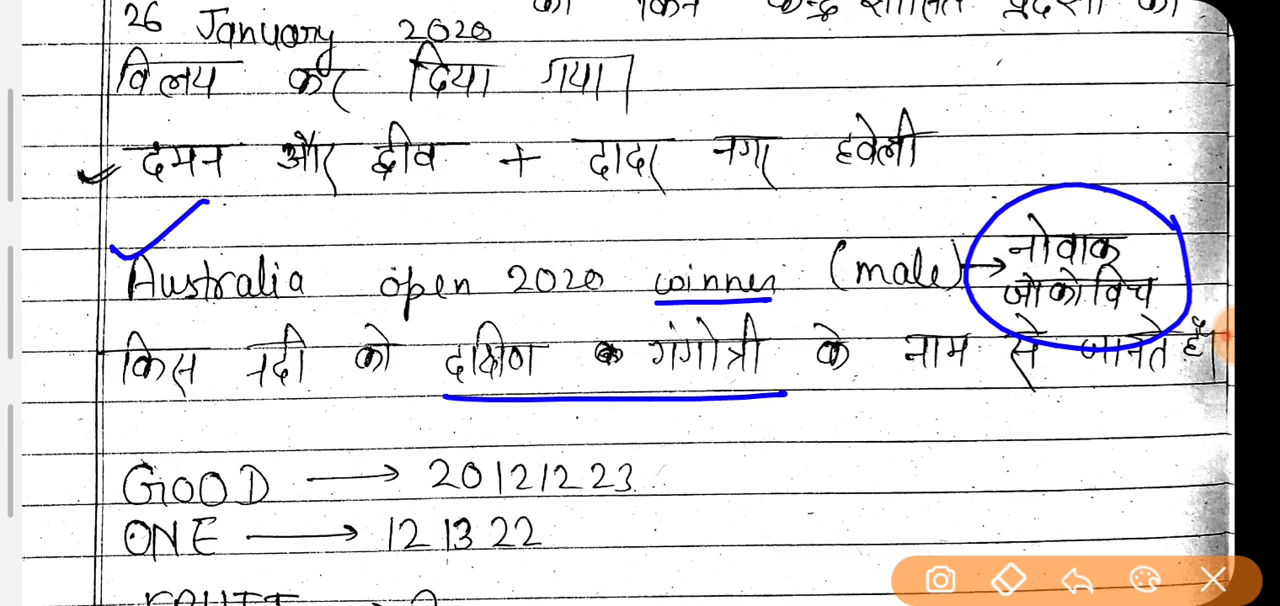 26 January 2020 को किन केन्द्र शासित प्रदेशों का
विलय कर दिया गया।
दमन और द्वीव + दादर नगर हवेली
Australia open 2020 winner (male) → नोवाक
जोकोविच
किस नदी को दक्षिण गंगोत्री के नाम से जानते हैं।
GOOD → 20121223
ONE → 121322